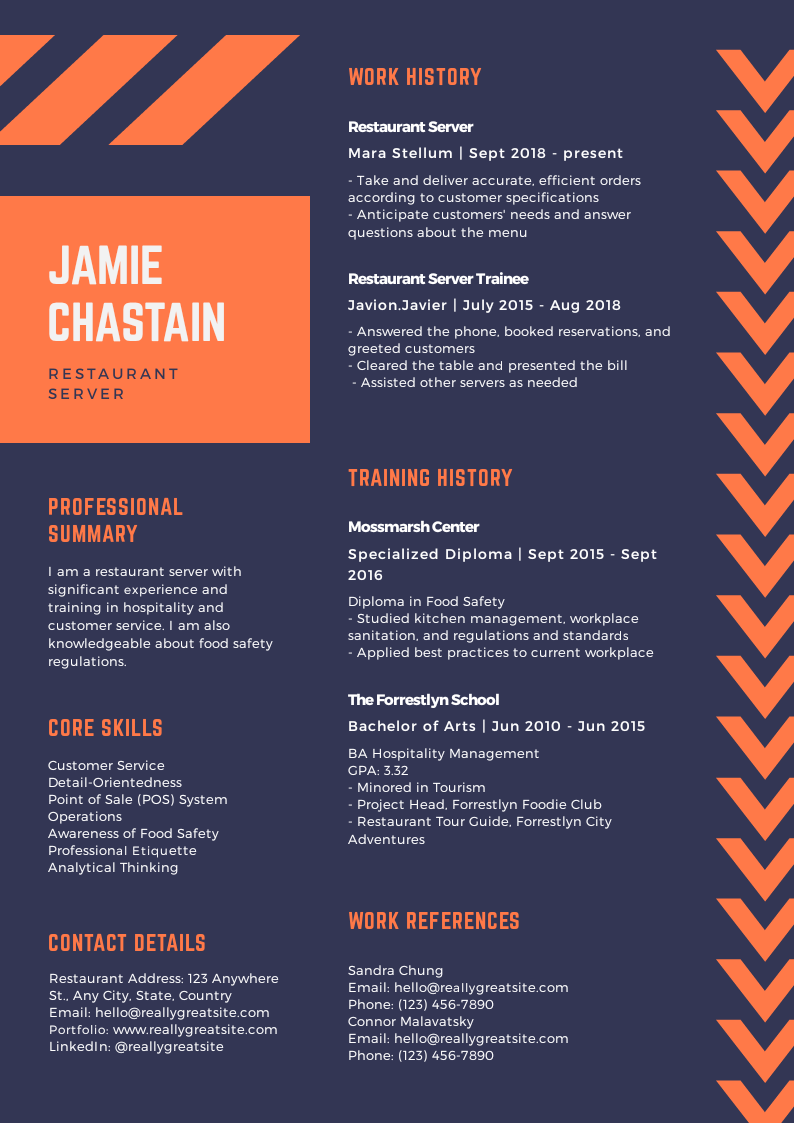 JAMIE
CHASTAIN
RESTAURANT
SERVER
PROFESSIONAL
SUMMARY
I am a restaurant server with
significant experience and
training in hospitality and
customer service. I am also
knowledgeable about food safety
regulations.
CORE SKILLS
Customer Service
Detail-Orientedness
Point of Sale (POS) System
Operations
Awareness of Food Safety
Professional Etiquette
Analytical Thinking
CONTACT DETAILS
Restaurant Address: 123 Anywhere
St., Any City, State, Country
Email: hello@reallygreatsite.com
Portfolio: www.reallygreatsite.com
LinkedIn: @reallygreatsite
WORK HISTORY
Restaurant Server
Mara Stellum | Sept 2018 - present
- Take and deliver accurate, efficient orders
according to customer specifications
- Anticipate customers' needs and answer
questions about the menu
Restaurant Server Trainee
Javion.Javier | July 2015 - Aug 2018
- Answered the phone, booked reservations, and
greeted customers
- Cleared the table and presented the bill
- Assisted other servers as needed
TRAINING HISTORY
Mossmarsh Center
Specialized Diploma | Sept 2015 - Sept
2016
Diploma in Food Safety
- Studied kitchen management, workplace
sanitation, and regulations and standards
- Applied best practices to current workplace
The Forrestlyn School
Bachelor of Arts | Jun 2010 - Jun 2015
BA Hospitality Management
GPA: 3.32
- Minored in Tourism
- Project Head, Forrestlyn Foodie Club
- Restaurant Tour Guide, Forrestlyn City
Adventures
WORK REFERENCES
Sandra Chung
Email: hello@reallygreatsite.com
Phone: (123) 456-7890
Connor Malavatsky
Email: hello@reallygreatsite.com
Phone: (123) 456-7890